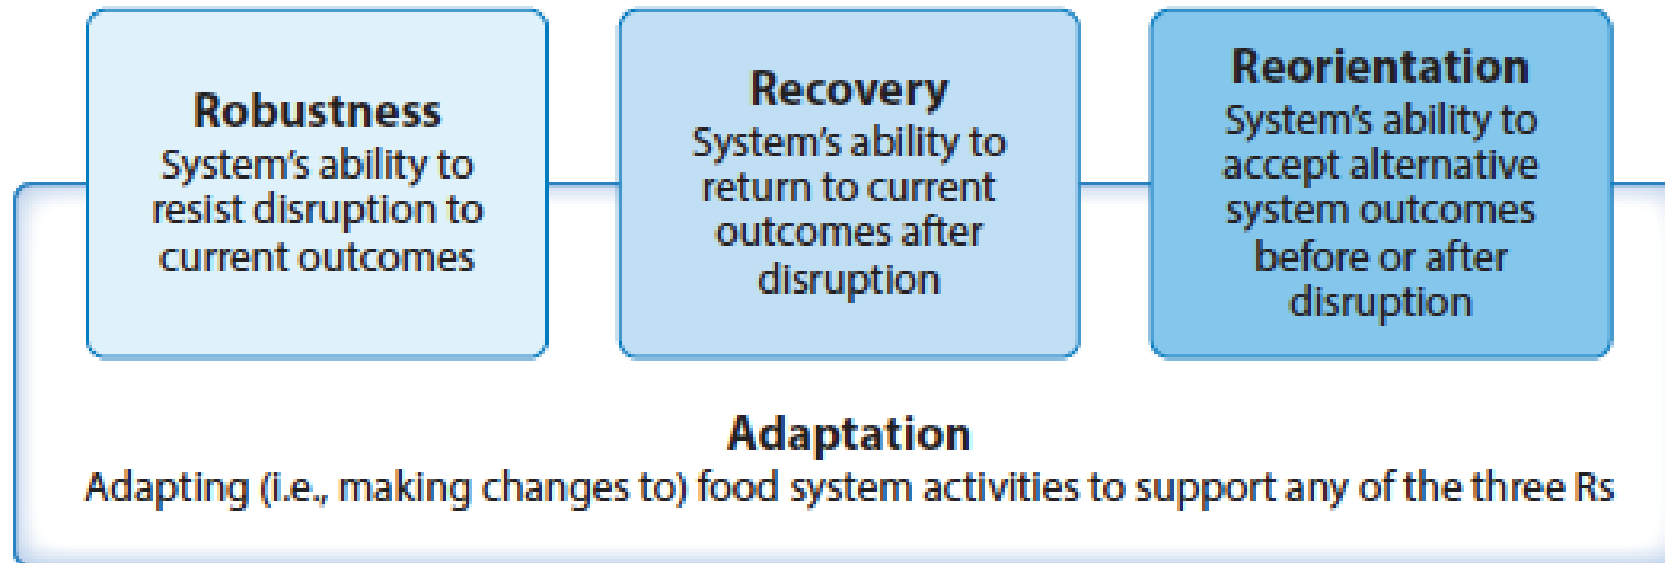 Robustness
System’s ability to
resist disruption to
current outcomes
Recovery
System’s ability to
return to current
outcomes after
disruption
Reorientation
System’s ability to
accept alternative
system outcomes
before or after
disruption
Adaptation
Adapting (i.e., making changes to) food system activities to support any of the three Rs